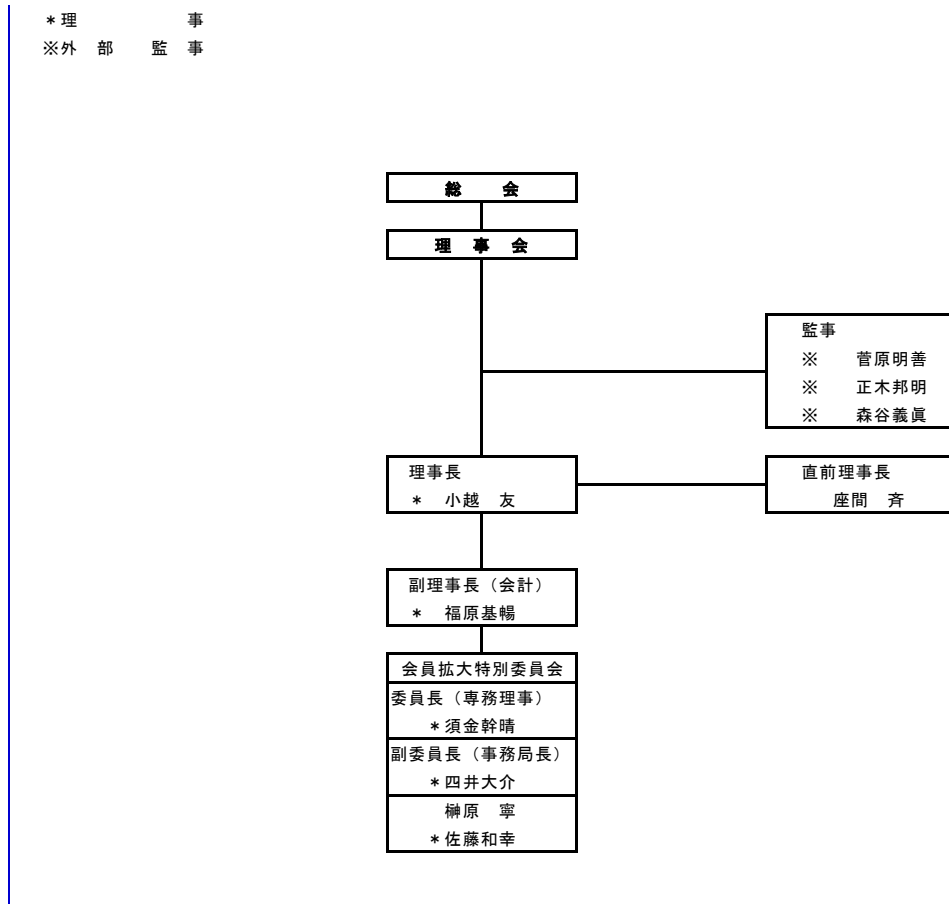 ＊理　　　　　　事
※外　部　　監　事
総　　会
理　事　会
監事
※　　菅原明善
※　　正木邦明
※　　森谷義眞
理事長
＊　小越　友
直前理事長
座間　斉
副理事長（会計）
＊　福原基暢
会員拡大特別委員会
委員長（専務理事）
＊須金幹晴
副委員長（事務局長）
＊四井大介
榊原　寧
＊佐藤和幸